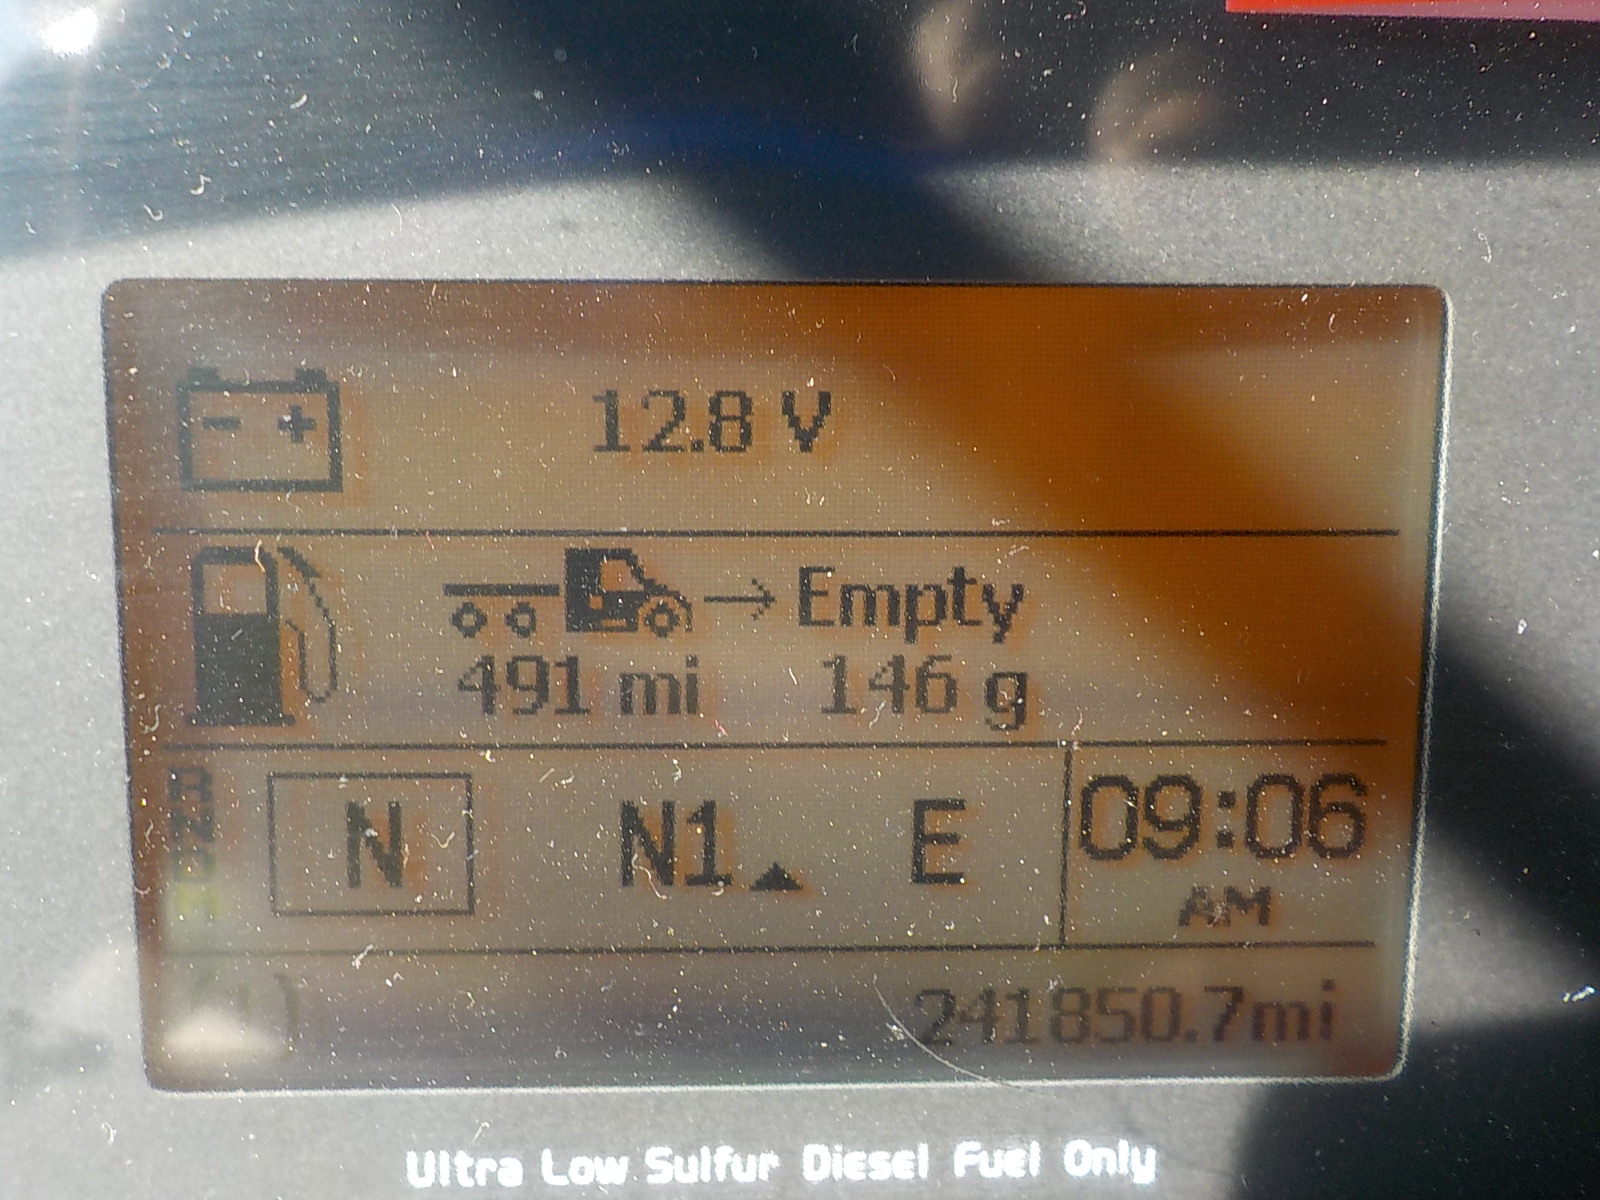 - + 12.8 V
→ Empty
491 mi 146 g
N N1 E 09:06
AM
241850.7mi
Ultra Low Sulfur Diesel Fuel Only